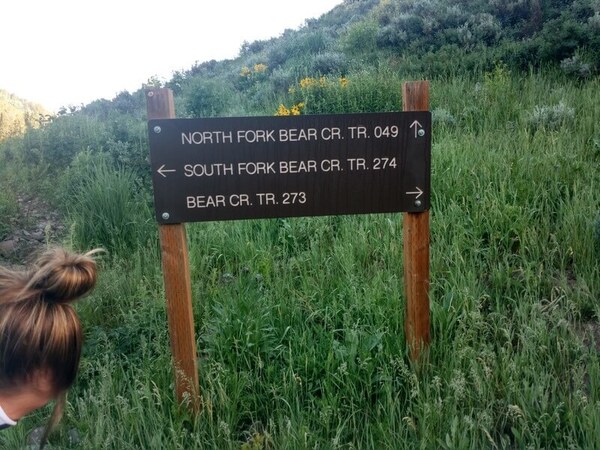 NORTH FORK BEAR CR. TR. 049 ↑
← SOUTH FORK BEAR CR. TR. 274
BEAR CR. TR. 273 →